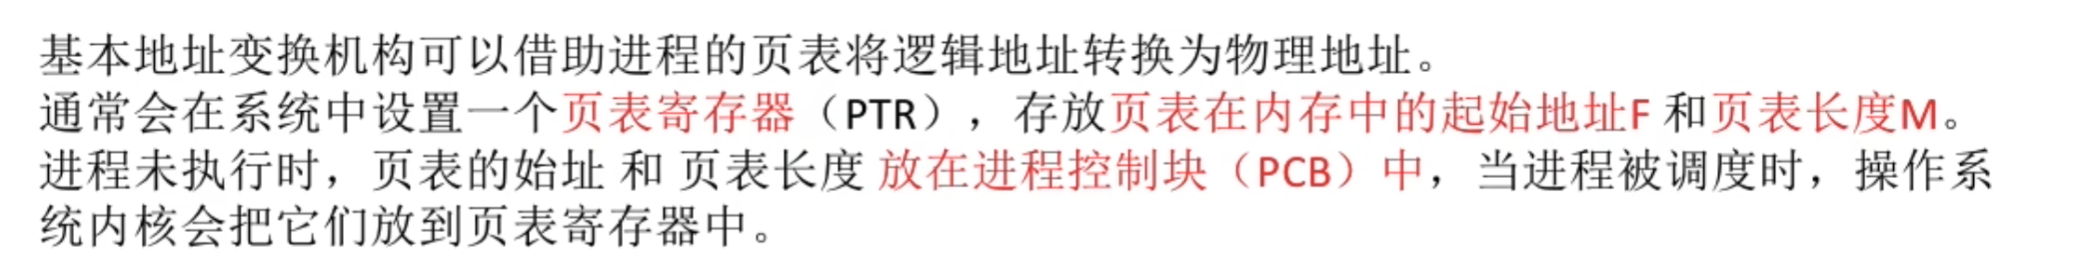 基本地址变换机构可以借助进程的页表将逻辑地址转换为物理地址。
通常会在系统中设置一个页表寄存器（PTR），存放页表在内存中的起始地址F 和页表长度M。
进程未执行时，页表的始址 和 页表长度 放在进程控制块（PCB）中，当进程被调度时，操作系
统内核会把它们放到页表寄存器中。